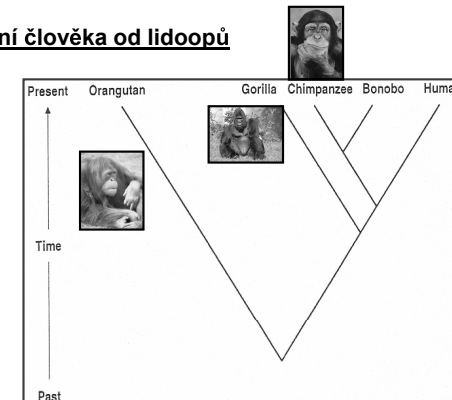 ní člověka od lidoopů
Present Orangutan Gorilla Chimpanzee Bonobo Huma
Time
Past